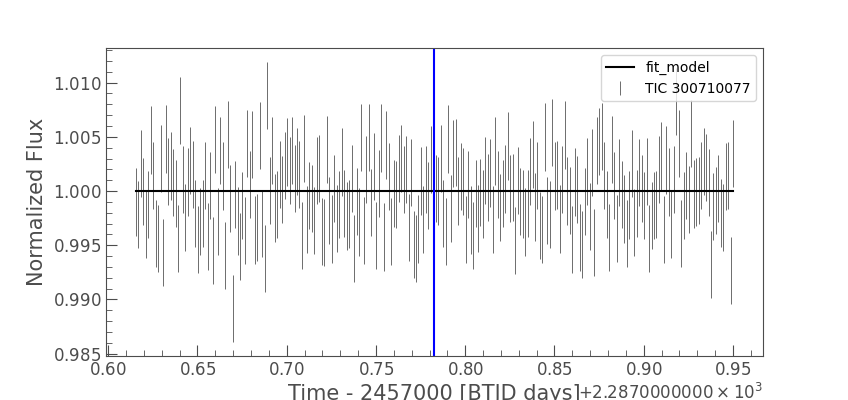 fit_model
TIC 300710077
1.010
1.005
1.000
0.995
0.990
0.985
Normalized Flux
0.60 0.65 0.70 0.75 0.80 0.85 0.90 0.95
Time - 2457000 [BTJD days]
+2.2870000000 × 10³